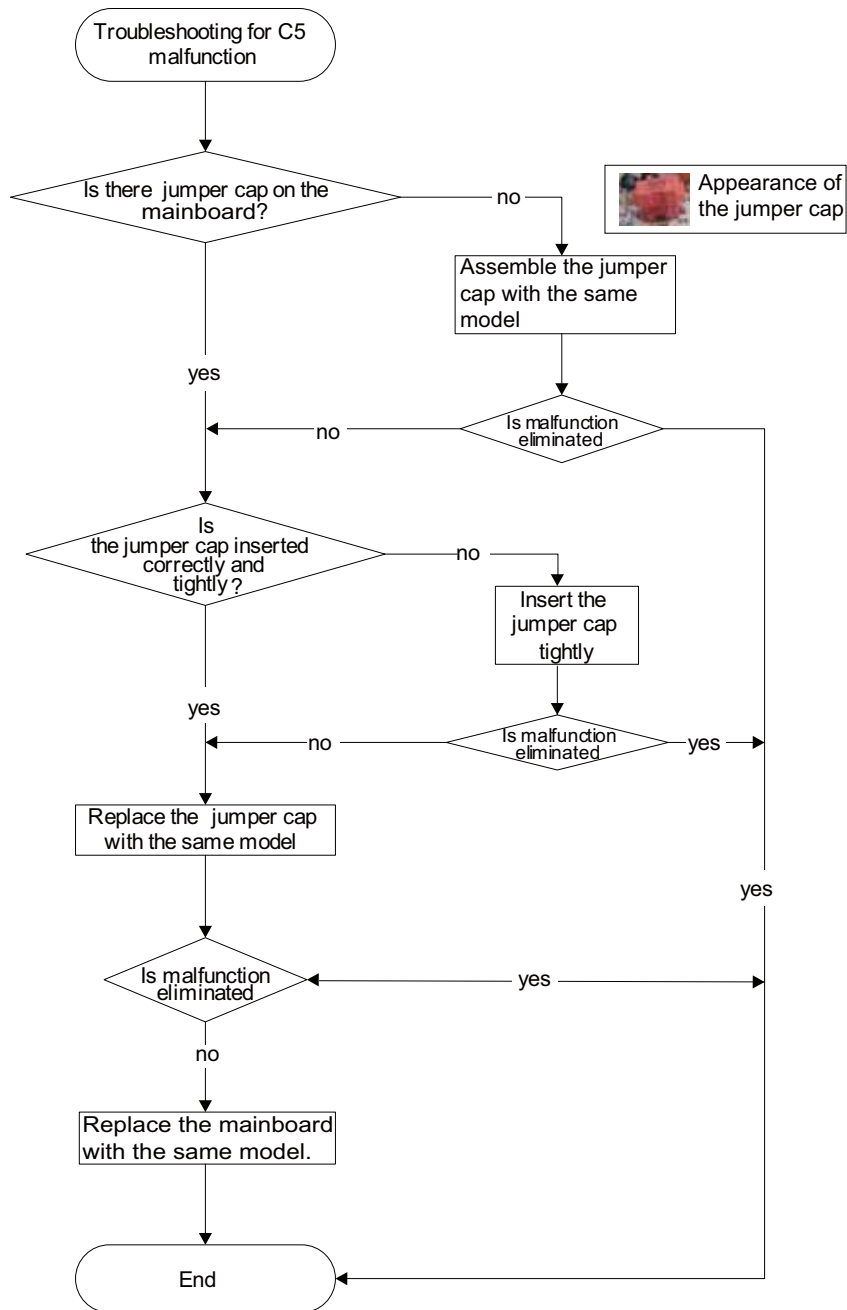 Troubleshooting for C5
malfunction
Is there jumper cap on the
mainboard?
no
Appearance of
the jumper cap
Assemble the jumper
cap with the same
model
yes
Is malfunction
eliminated
no
Is
the jumper cap inserted
correctly and
tightly?
no
Insert the
jumper cap
tightly
yes
Is malfunction
eliminated
no
yes
Replace the jumper cap
with the same model
yes
Is malfunction
eliminated
yes
no
Replace the mainboard
with the same model.
End